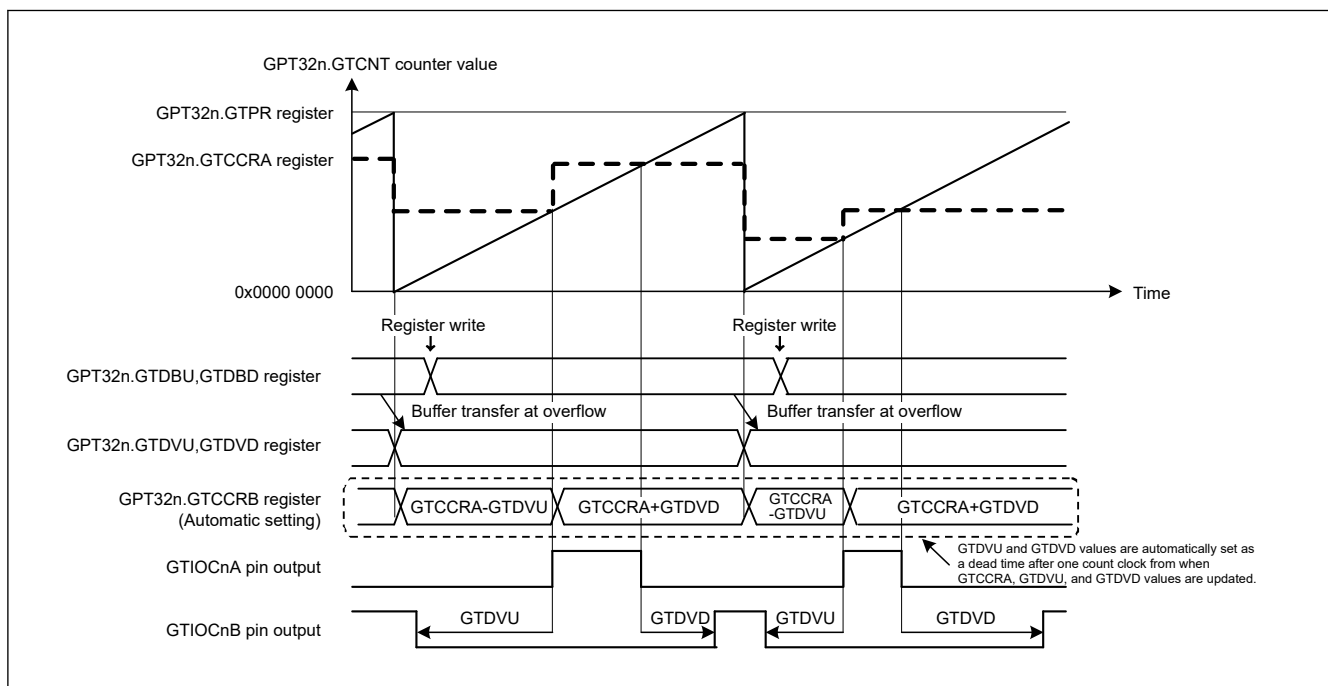 GPT32n.GTCNT counter value
GPT32n.GTPR register
GPT32n.GTCCRA register
0x0000 0000
Time
Register write
Register write
GPT32n.GTDBU,GTDBD register
Buffer transfer at overflow
Buffer transfer at overflow
GPT32n.GTDVU,GTDVD register
GPT32n.GTCCRB register
(Automatic setting)
GTCCRA-GTDVU
GTCCRA+GTDVD
GTCCRA
-GTDVU
GTCCRA+GTDVD
GTDVU and GTDVD values are automatically set as
a dead time after one count clock from when
GTCCRA, GTDVU, and GTDVD values are updated.
GTIOCnA pin output
GTIOCnB pin output
GTDVU
GTDVD
GTDVU
GTDVD